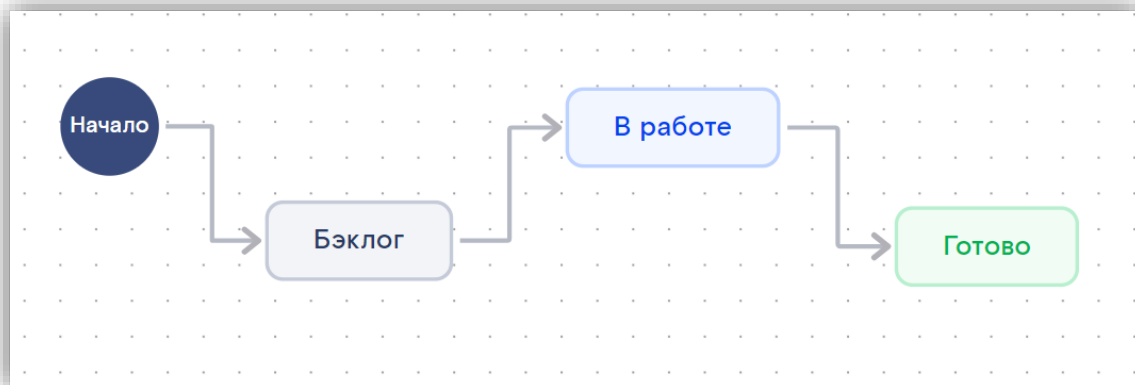 Начало
Бэклог
В работе
Готово